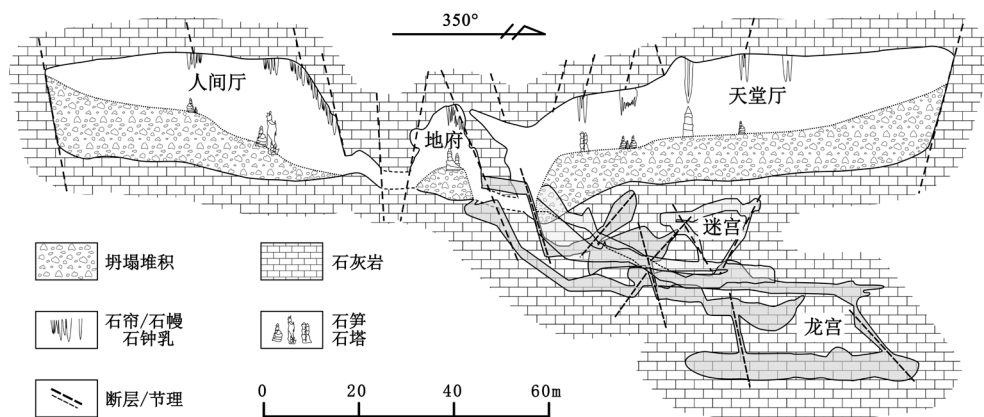 350°
人间厅
天堂厅
地府
迷宫
龙宫
坍塌堆积
石灰岩
石帘/石幔
石钟乳
石笋
石塔
断层/节理
0 20 40 60m